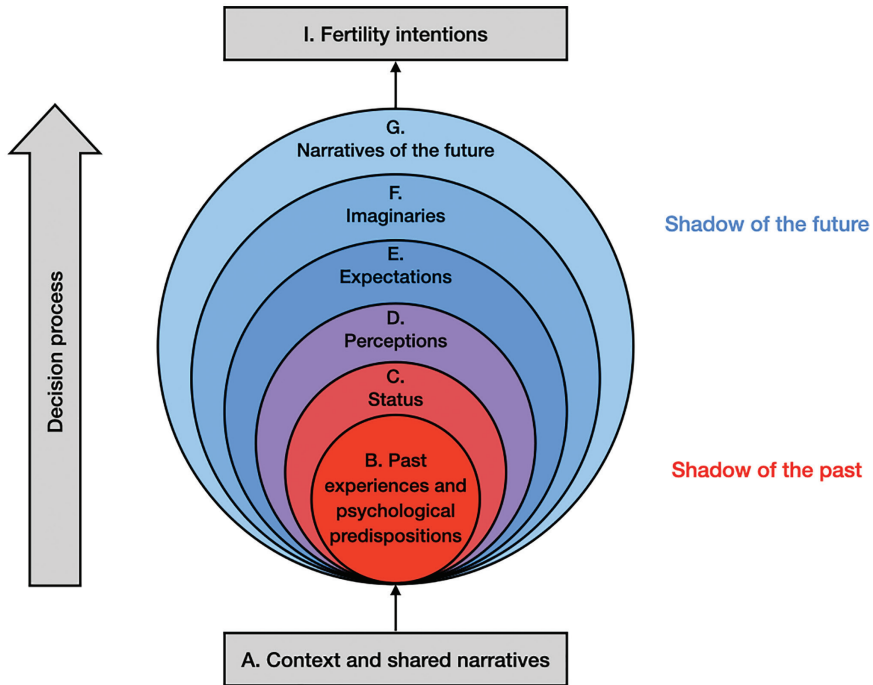 I. Fertility intentions
G.
Narratives of the future
F.
Imaginaries
Shadow of the future
E.
Expectations
D.
Perceptions
Decision process
C.
Status
B. Past
experiences and
psychological
predispositions
Shadow of the past
A. Context and shared narratives